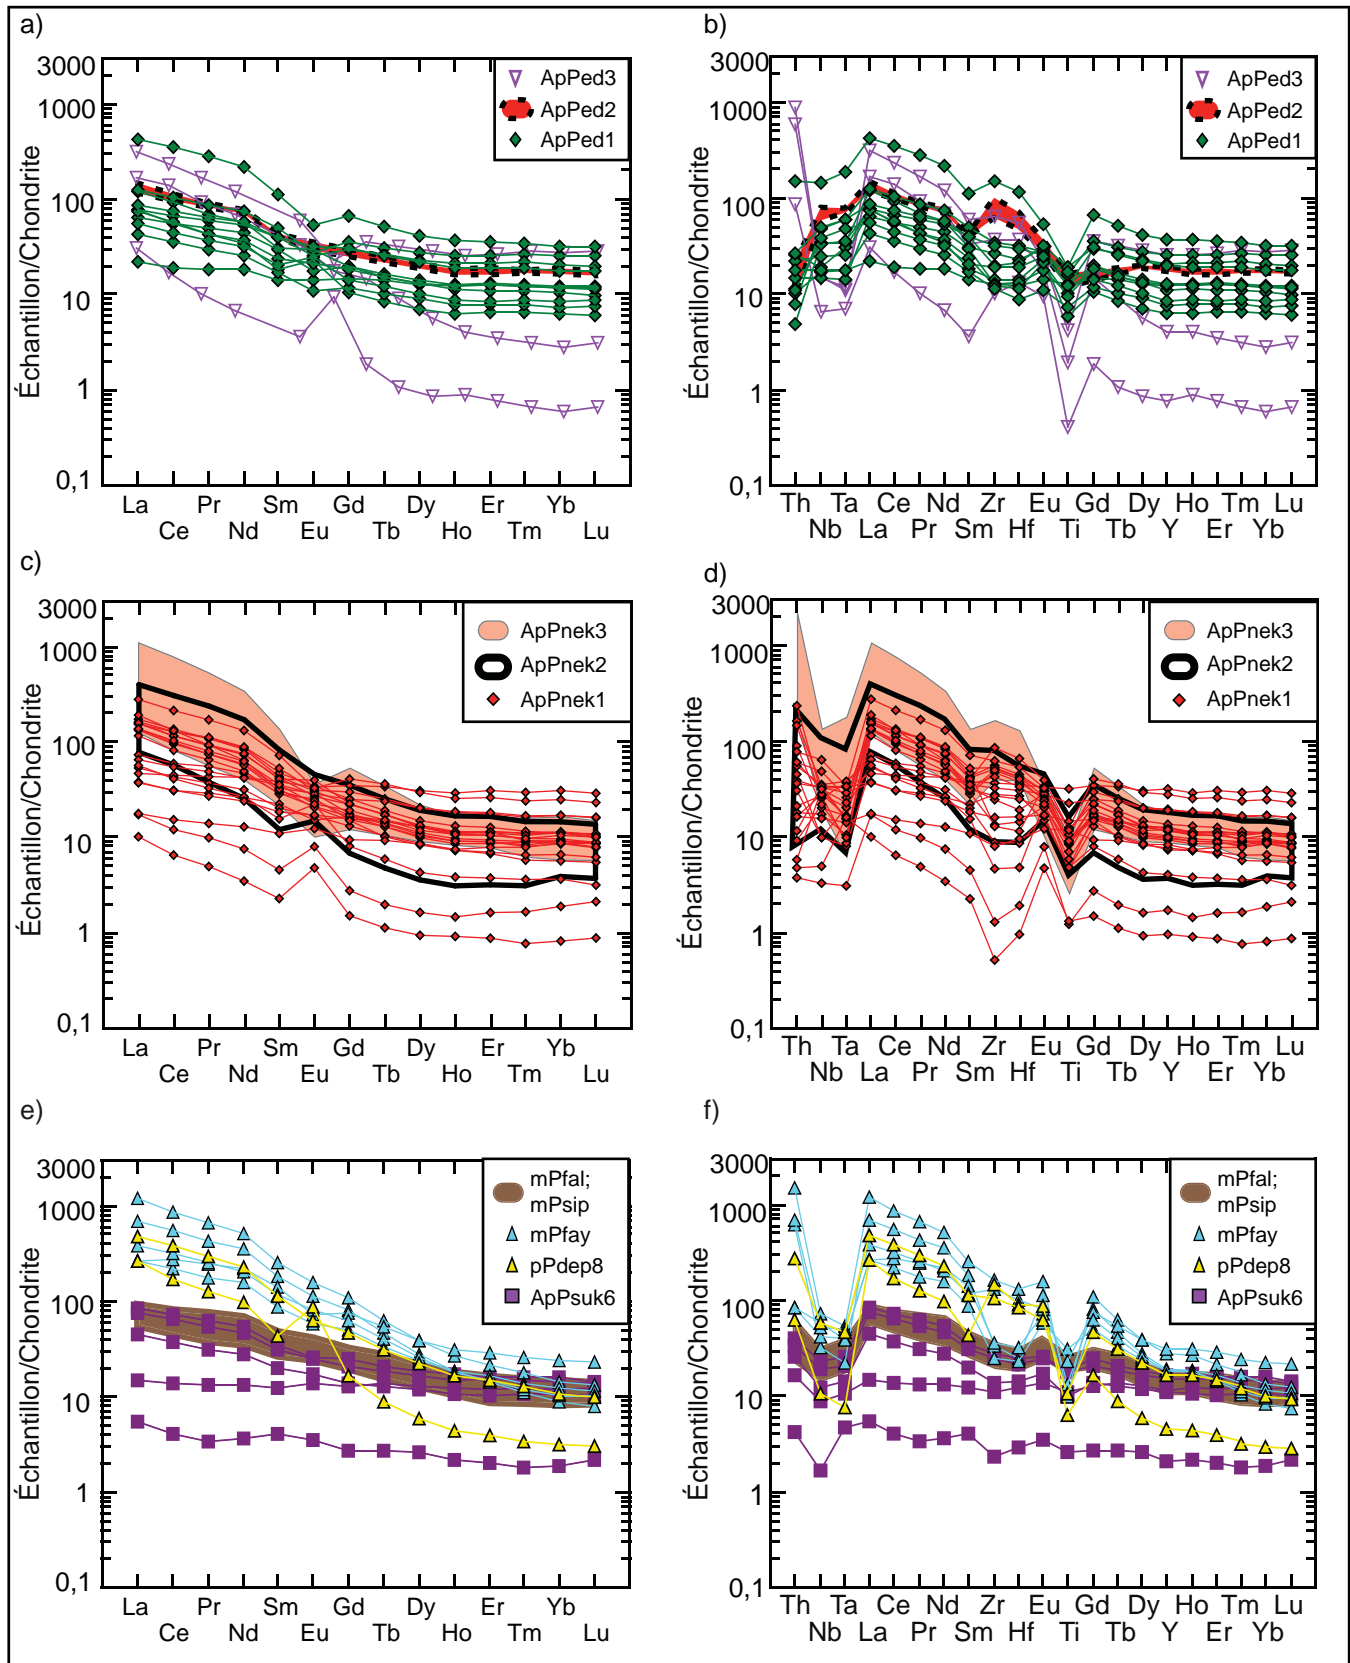 a)
3000
1000
100
10
1
0,1
Échantillon/Chondrite
ApPed3
ApPed2
ApPed1
La Pr Sm Gd Dy Er Yb
Ce Nd Eu Tb Ho Tm Lu
b)
3000
1000
100
10
1
0,1
Échantillon/Chondrite
ApPed3
ApPed2
ApPed1
Th Ta Ce Nd Zr Eu Gd Dy Ho Tm Lu
Nb La Pr Sm Hf Ti Tb Y Er Yb
c)
3000
1000
100
10
1
0,1
Échantillon/Chondrite
ApPnek3
ApPnek2
ApPnek1
La Pr Sm Gd Dy Er Yb
Ce Nd Eu Tb Ho Tm Lu
d)
3000
1000
100
10
1
0,1
Échantillon/Chondrite
ApPnek3
ApPnek2
ApPnek1
Th Ta Ce Nd Zr Eu Gd Dy Ho Tm Lu
Nb La Pr Sm Hf Ti Tb Y Er Yb
e)
3000
1000
100
10
1
0,1
Échantillon/Chondrite
mPfal;
mPsip
mPfay
pPdep8
ApPsuk6
La Pr Sm Gd Dy Er Yb
Ce Nd Eu Tb Ho Tm Lu
f)
3000
1000
100
10
1
0,1
Échantillon/Chondrite
mPfal;
mPsip
mPfay
pPdep8
ApPsuk6
Th Ta Ce Nd Zr Eu Gd Dy Ho Tm Lu
Nb La Pr Sm Hf Ti Tb Y Er Yb